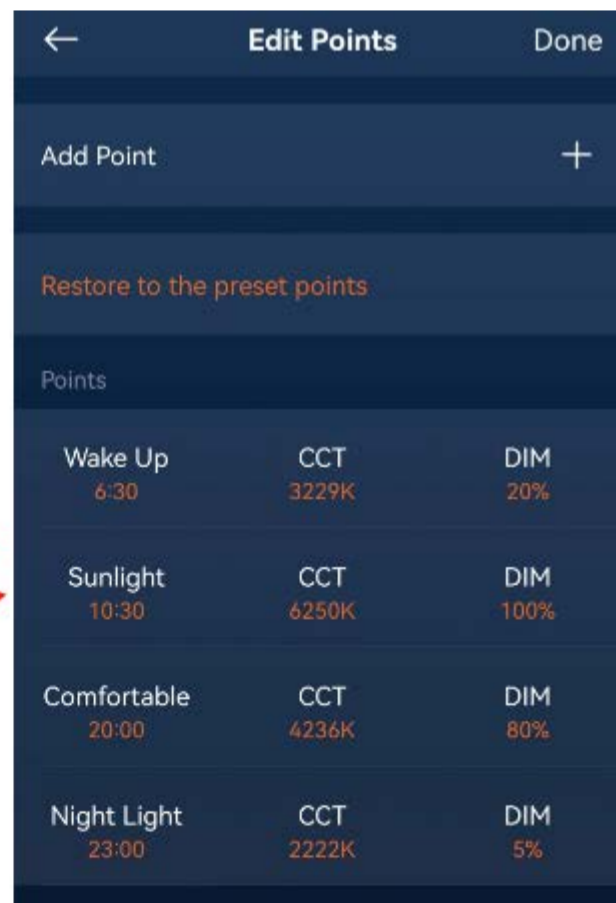 Edit Points Done
Add Point
Restore to the preset points
Points
Wake Up CCT DIM
6:30 3229K 20%
Sunlight CCT DIM
10:30 6250K 100%
Comfortable CCT DIM
20:00 4236K 80%
Night Light CCT DIM
23:00 2222K 5%